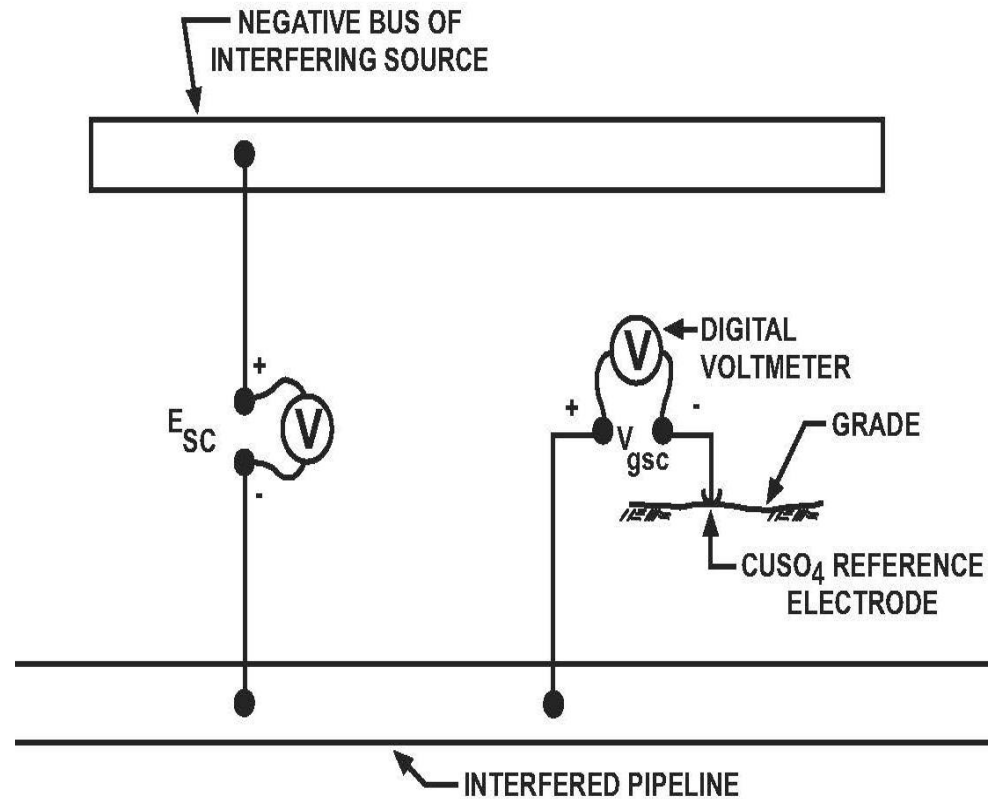 NEGATIVE BUS OF
INTERFERING SOURCE
+
E SC
V
-
V
DIGITAL
VOLTMETER
+
-
V gsc
GRADE
CUSO4 REFERENCE
ELECTRODE
INTERFERED PIPELINE